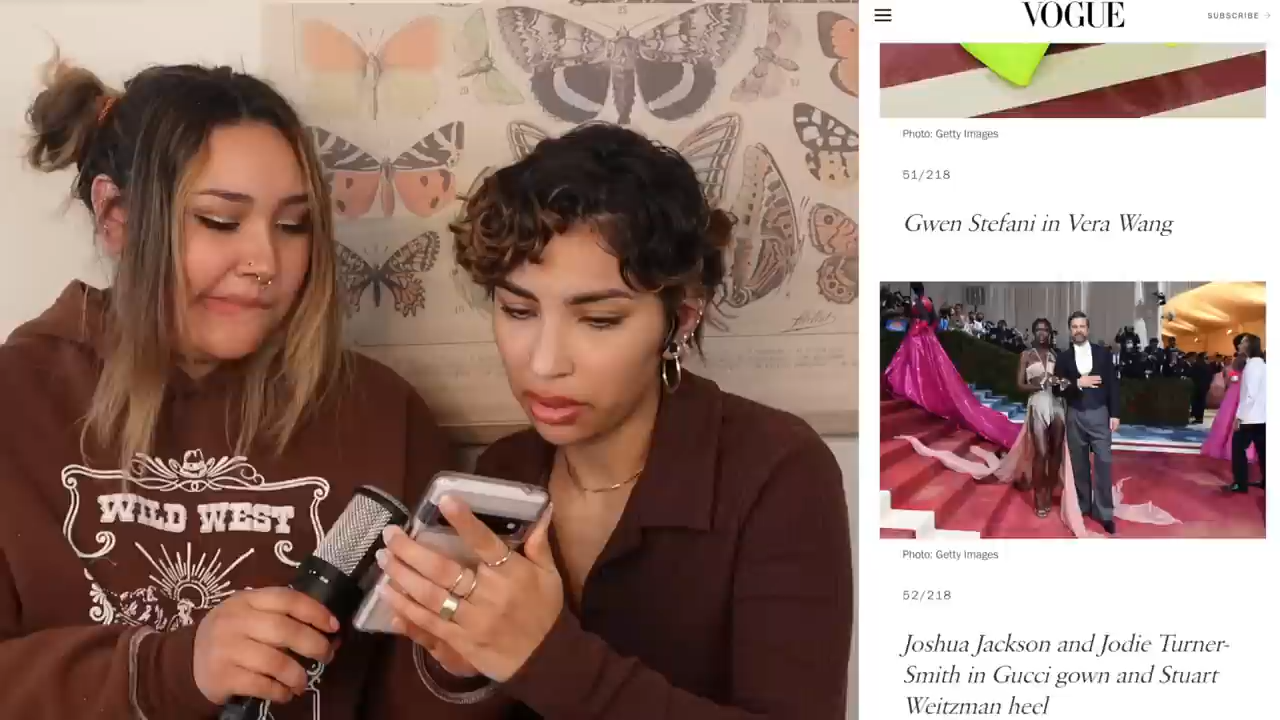 WILD WEST
VOGUE
SUBSCRIBE
Photo: Getty Images
51/218
Gwen Stefani in Vera Wang
Photo: Getty Images
52/218
Joshua Jackson and Jodie Turner-
Smith in Gucci gown and Stuart
Weitzman heel